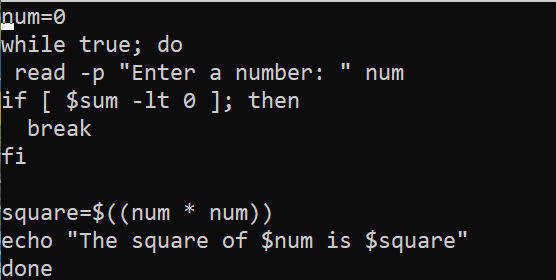 num=0
while true; do
 read -p "Enter a number: " num
if [ $sum -lt 0 ]; then
  break
fi

square=$((num * num))
echo "The square of $num is $square"
done